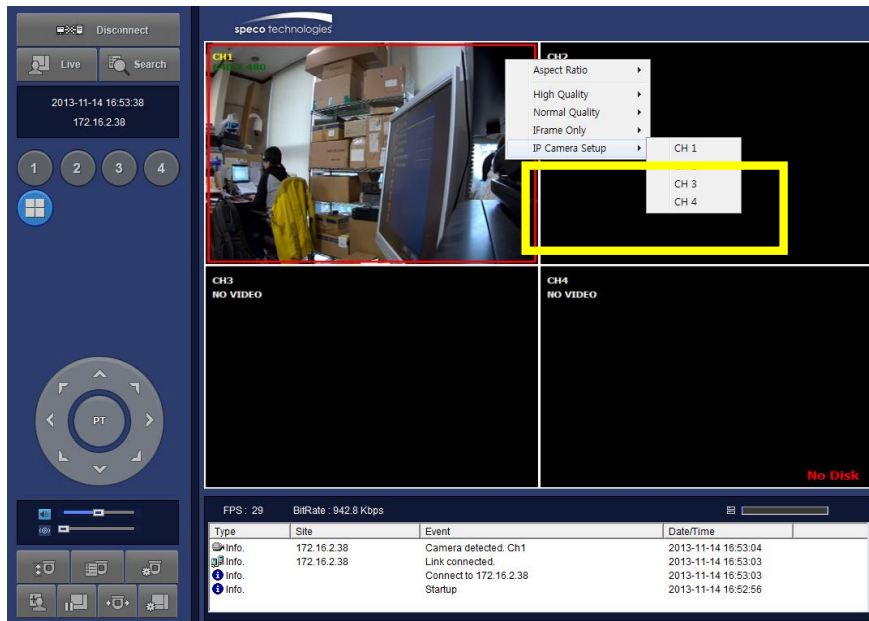 Disconnect
speco technologies
Live
Search
2013-11-14 16:53:38
172.16.2.38
1
2
3
4
PT
CH1
CH2
Aspect Ratio
High Quality
Normal Quality
IFrame Only
IP Camera Setup
CH 1
CH 3
CH 4
CH3
NO VIDEO
CH4
NO VIDEO
No Disk
FPS : 29 BitRate : 942.8 Kbps
Type Site Event Date/Time
Info. 172.16.2.38 Camera detected. Ch1 2013-11-14 16:53:04
Info. 172.16.2.38 Link connected. 2013-11-14 16:53:03
Info. Connect to 172.16.2.38 2013-11-14 16:53:03
Info. Startup 2013-11-14 16:52:56